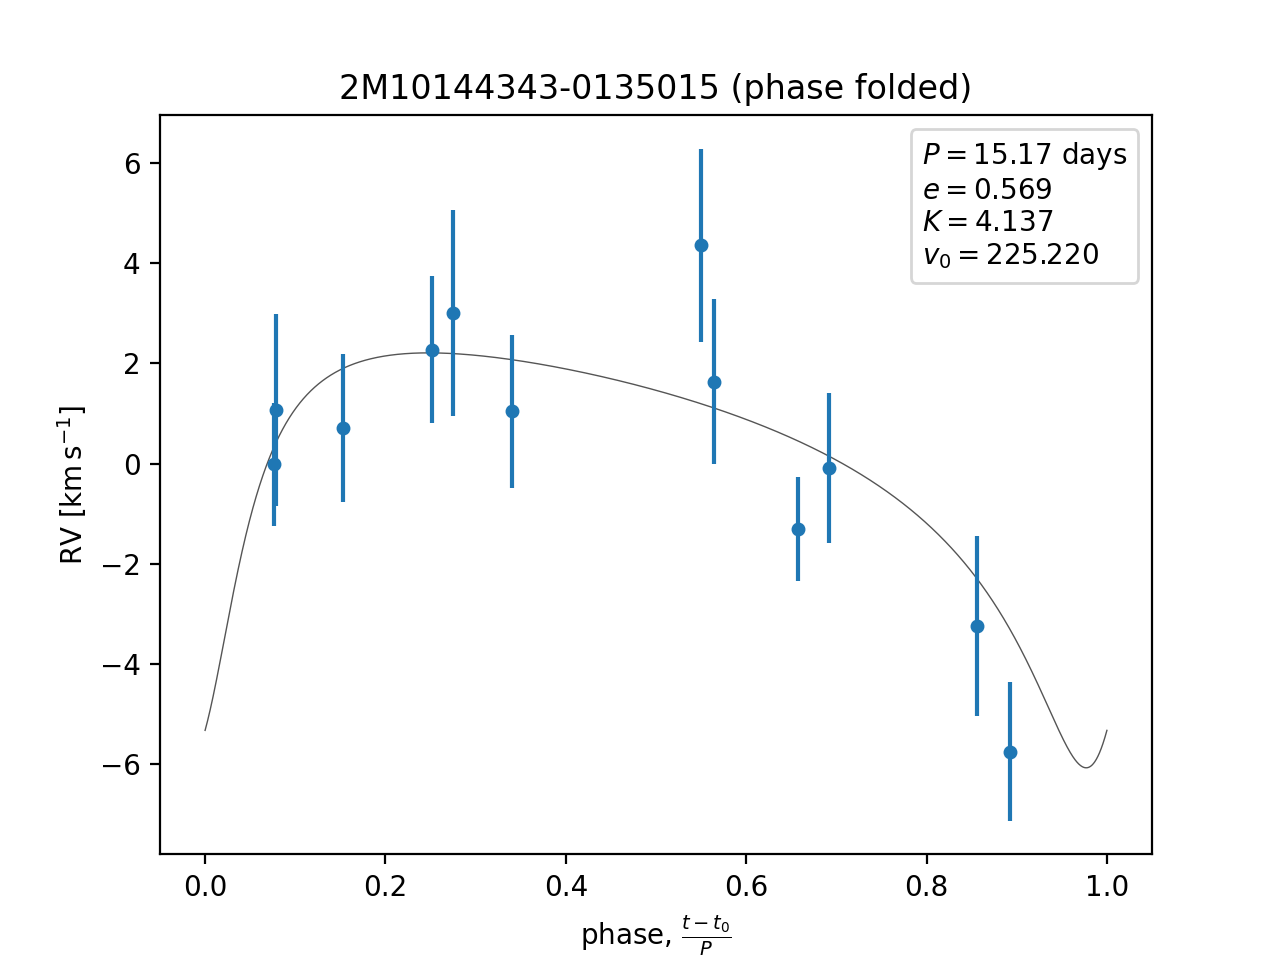 2M10144343-0135015 (phase folded)
P = 15.17 days
e = 0.569
K = 4.137
v₀ = 225.220
6
4
2
0
−2
−4
−6
RV [km s⁻¹]
0.0 0.2 0.4 0.6 0.8 1.0
phase, (t − t₀)/P